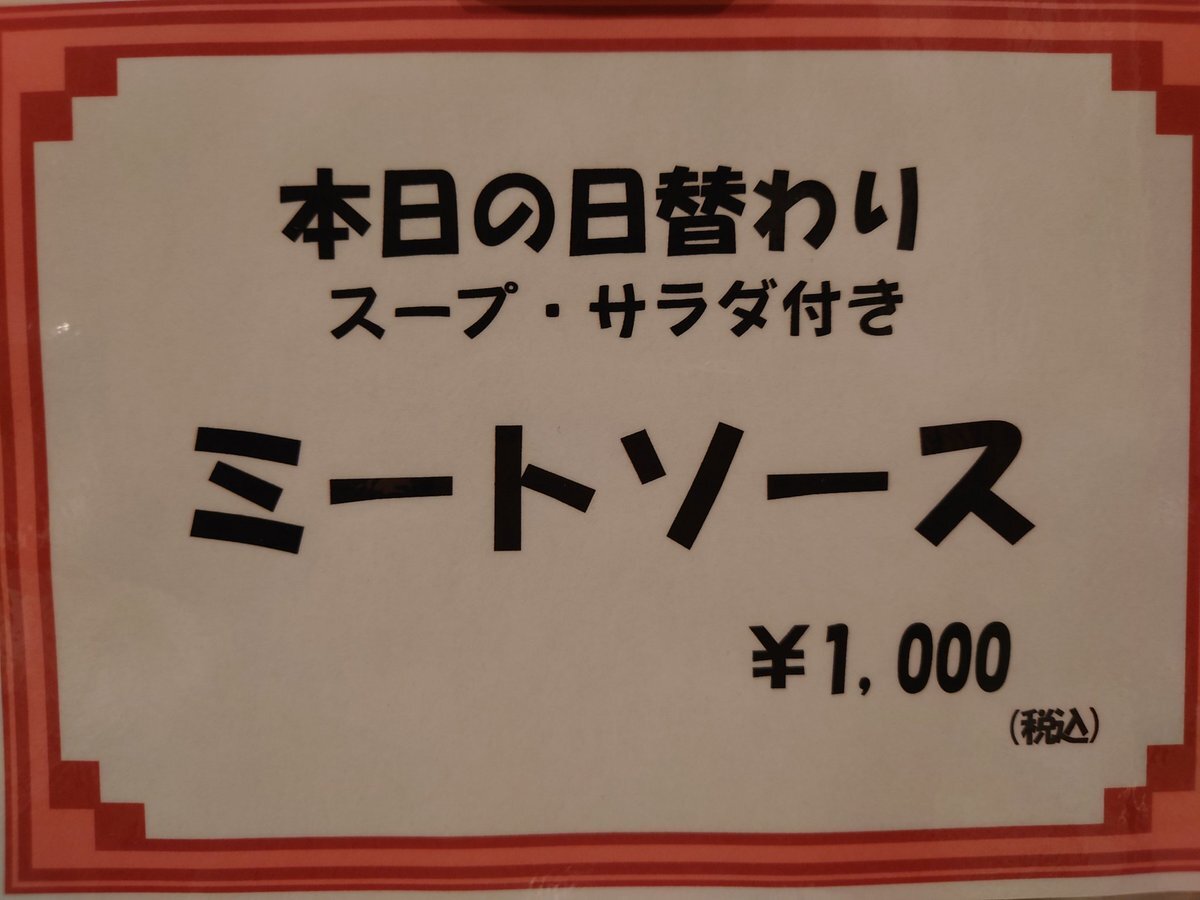 本日の日替わり
スープ・サラダ付き
ミートソース
¥1,000
(税込)